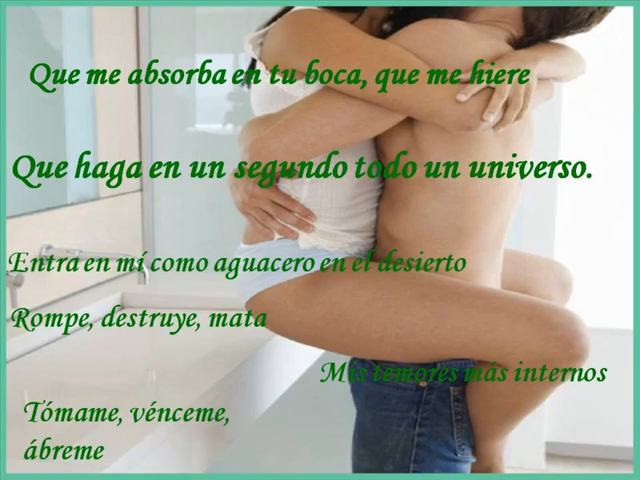 Que me absorba en tu boca, que me hiere
Que haga en un segundo todo un universo.
Entra en mí como aguacero en el desierto
Rompe, destruye, mata
Mis temores más internos
Tómame, vénceme,
ábreme